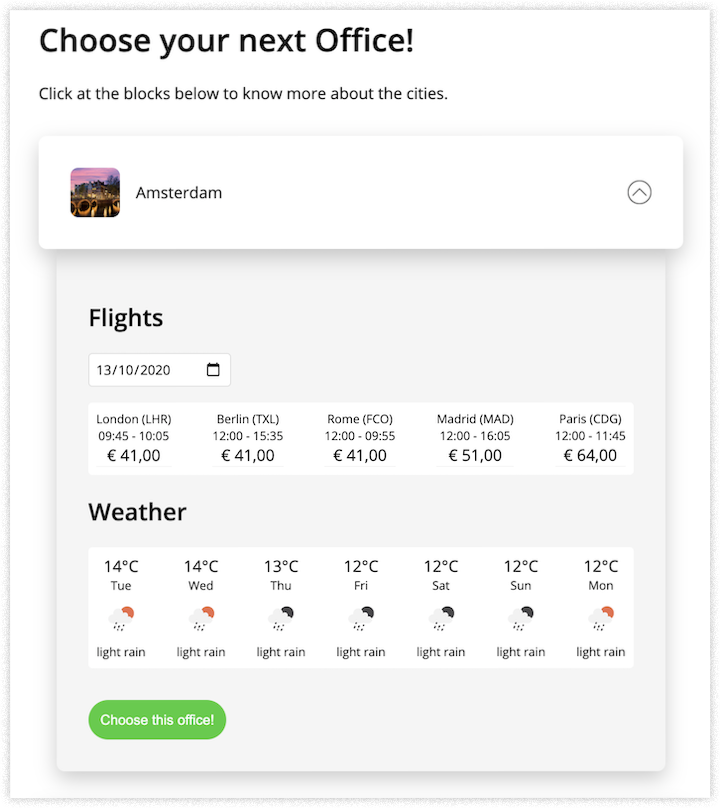 Choose your next Office!
Click at the blocks below to know more about the cities.
Amsterdam
Flights
13/10/2020
London (LHR) Berlin (TXL) Rome (FCO) Madrid (MAD) Paris (CDG)
09:45 - 10:05 12:00 - 15:35 12:00 - 09:55 12:00 - 16:05 12:00 - 11:45
€ 41,00 € 41,00 € 41,00 € 51,00 € 64,00
Weather
14°C 14°C 13°C 12°C 12°C 12°C 12°C
Tue Wed Thu Fri Sat Sun Mon
light rain light rain light rain light rain light rain light rain light rain
Choose this office!